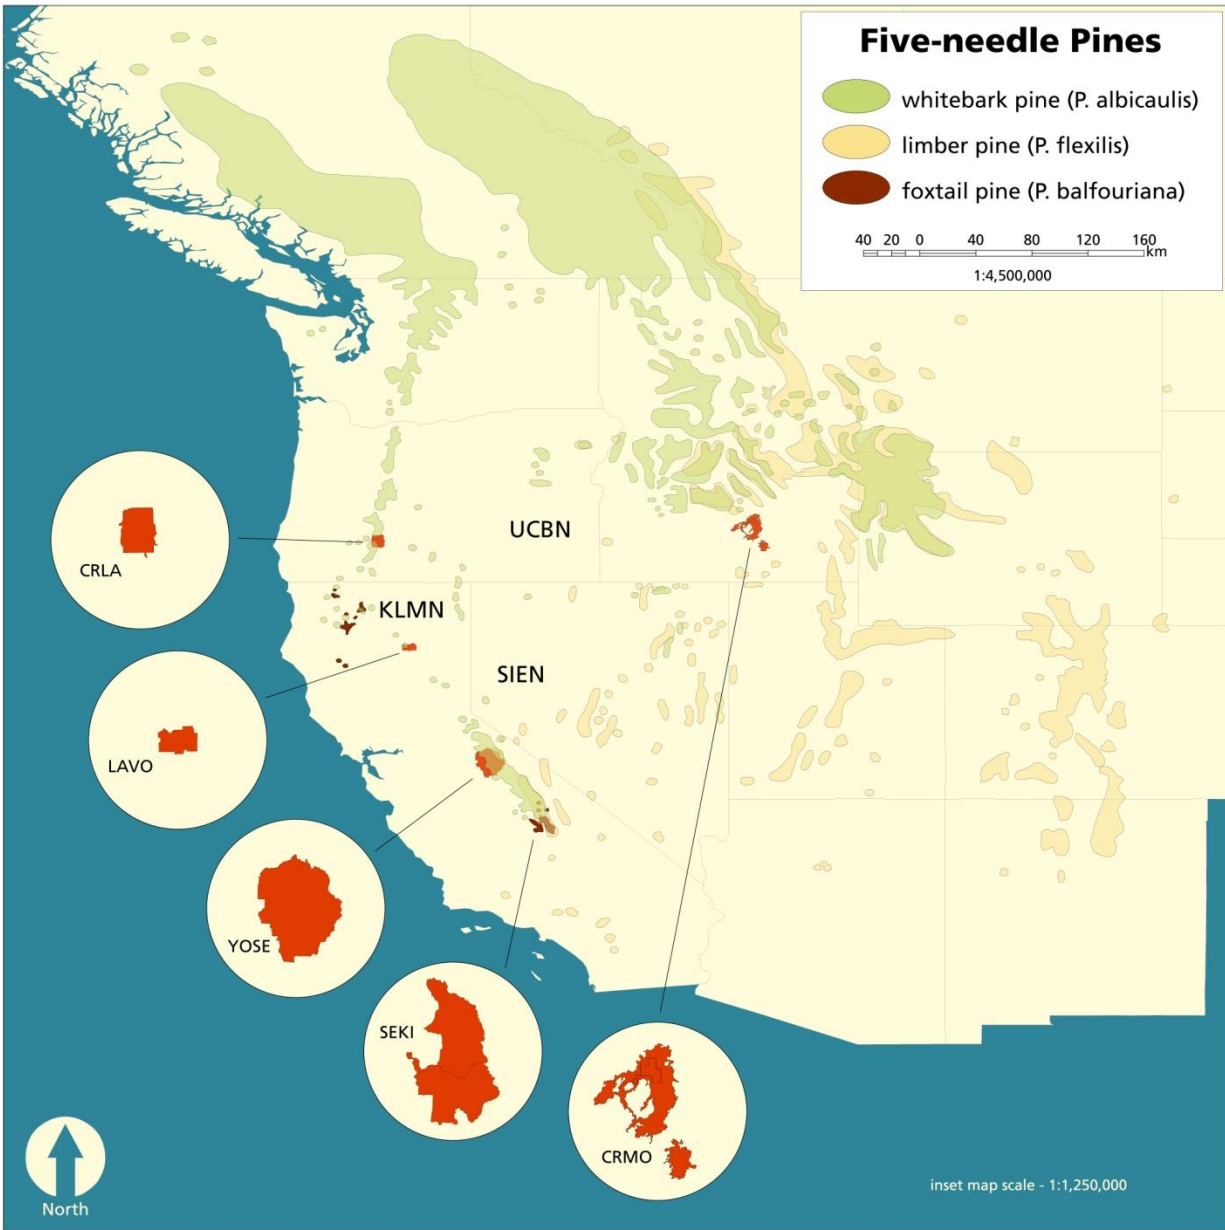 Five-needle Pines
whitebark pine (P. albicaulis)
limber pine (P. flexilis)
foxtail pine (P. balfouriana)
40 20 0 40 80 120 160
km
1:4,500,000
UCBN
CRLA
KLMN
SIEN
LAVO
YOSE
SEKI
CRMO
inset map scale - 1:1,250,000
North